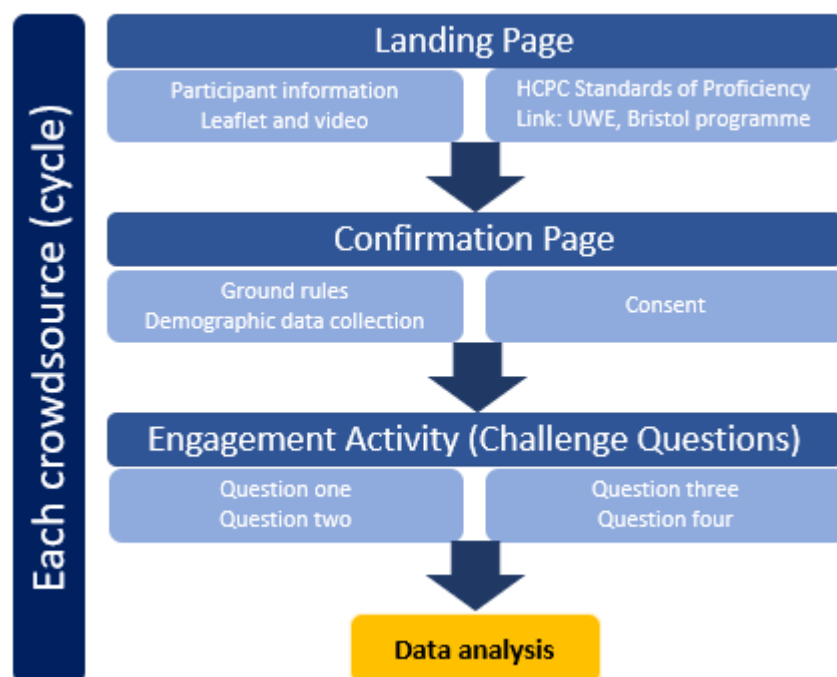 Each crowdsource (cycle)
Landing Page
Participant information
Leaflet and video
HCPC Standards of Proficiency
Link: UWE, Bristol programme
Confirmation Page
Ground rules
Demographic data collection
Consent
Engagement Activity (Challenge Questions)
Question one
Question two
Question three
Question four
Data analysis